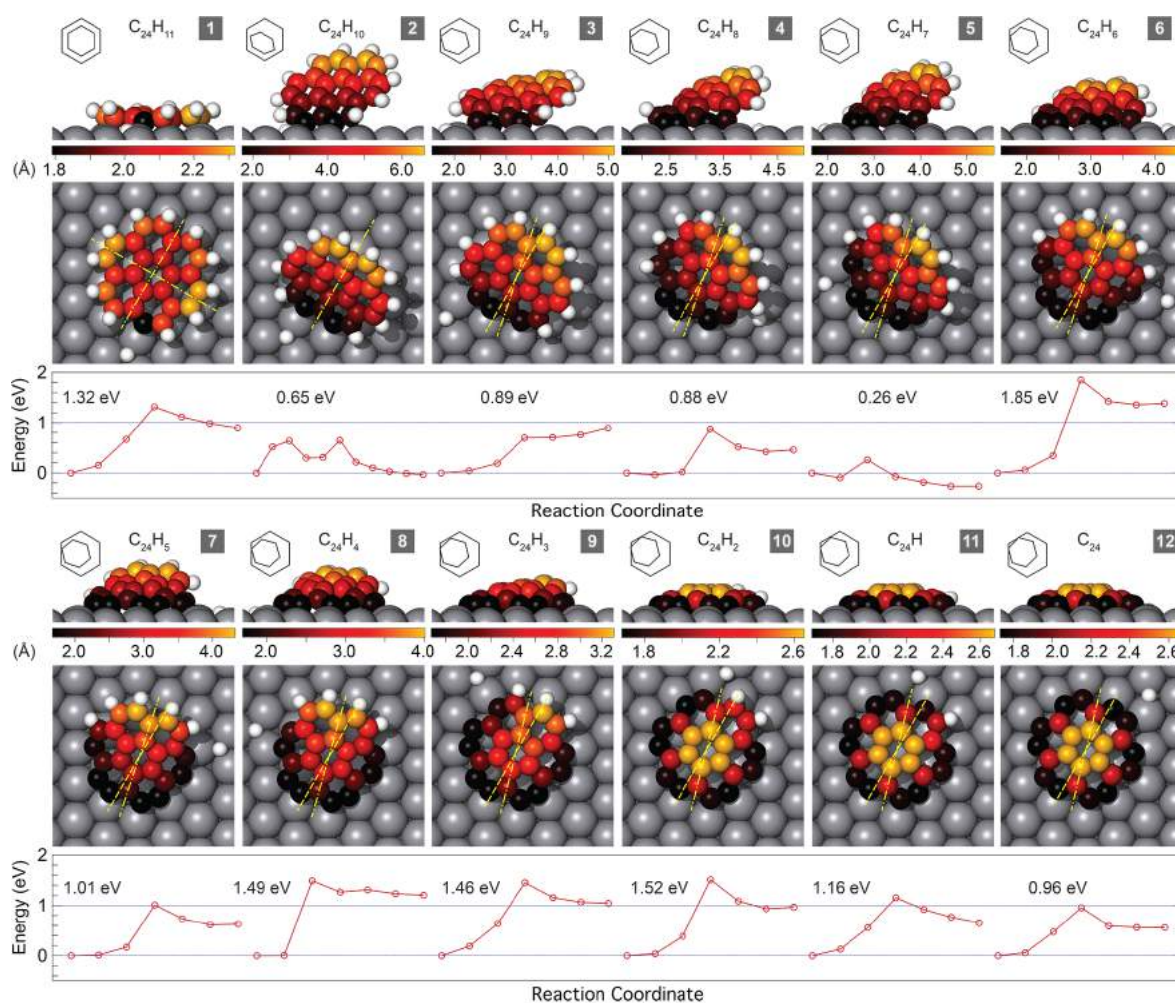 C24H11 1 C24H10 2 C24H9 3 C24H8 4 C24H7 5 C24H6 6
(Å) 1.8 2.0 2.2 2.0 4.0 6.0 2.0 3.0 4.0 5.0 2.5 3.5 4.5 2.0 3.0 4.0 5.0 2.0 3.0 4.0
Energy (eV)
2
1
0
1.32 eV 0.65 eV 0.89 eV 0.88 eV 0.26 eV 1.85 eV
Reaction Coordinate
C24H5 7 C24H4 8 C24H3 9 C24H2 10 C24H 11 C24 12
(Å) 2.0 3.0 4.0 2.0 3.0 4.0 1.6 2.0 2.4 2.8 3.2 1.8 2.2 2.6 1.8 2.0 2.2 2.4 2.6 1.8 2.0 2.2 2.4 2.6
Energy (eV)
2
1
0
1.01 eV 1.49 eV 1.46 eV 1.52 eV 1.16 eV 0.96 eV
Reaction Coordinate